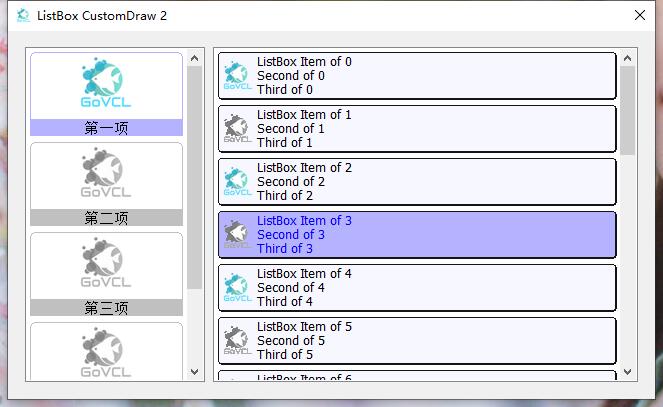 ListBox CustomDraw 2
GoVCL
第一项
GoVCL
第二项
GoVCL
第三项
GoVCL
GoVCL
ListBox Item of 0
Second of 0
Third of 0
GoVCL
ListBox Item of 1
Second of 1
Third of 1
GoVCL
ListBox Item of 2
Second of 2
Third of 2
GoVCL
ListBox Item of 3
Second of 3
Third of 3
GoVCL
ListBox Item of 4
Second of 4
Third of 4
GoVCL
ListBox Item of 5
Second of 5
Third of 5
ListBox Item of 6